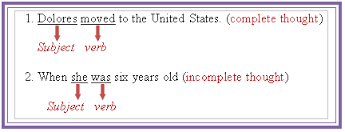 1. Dolores moved to the United States. (complete thought)
Subject verb
2. When she was six years old (incomplete thought)
Subject verb